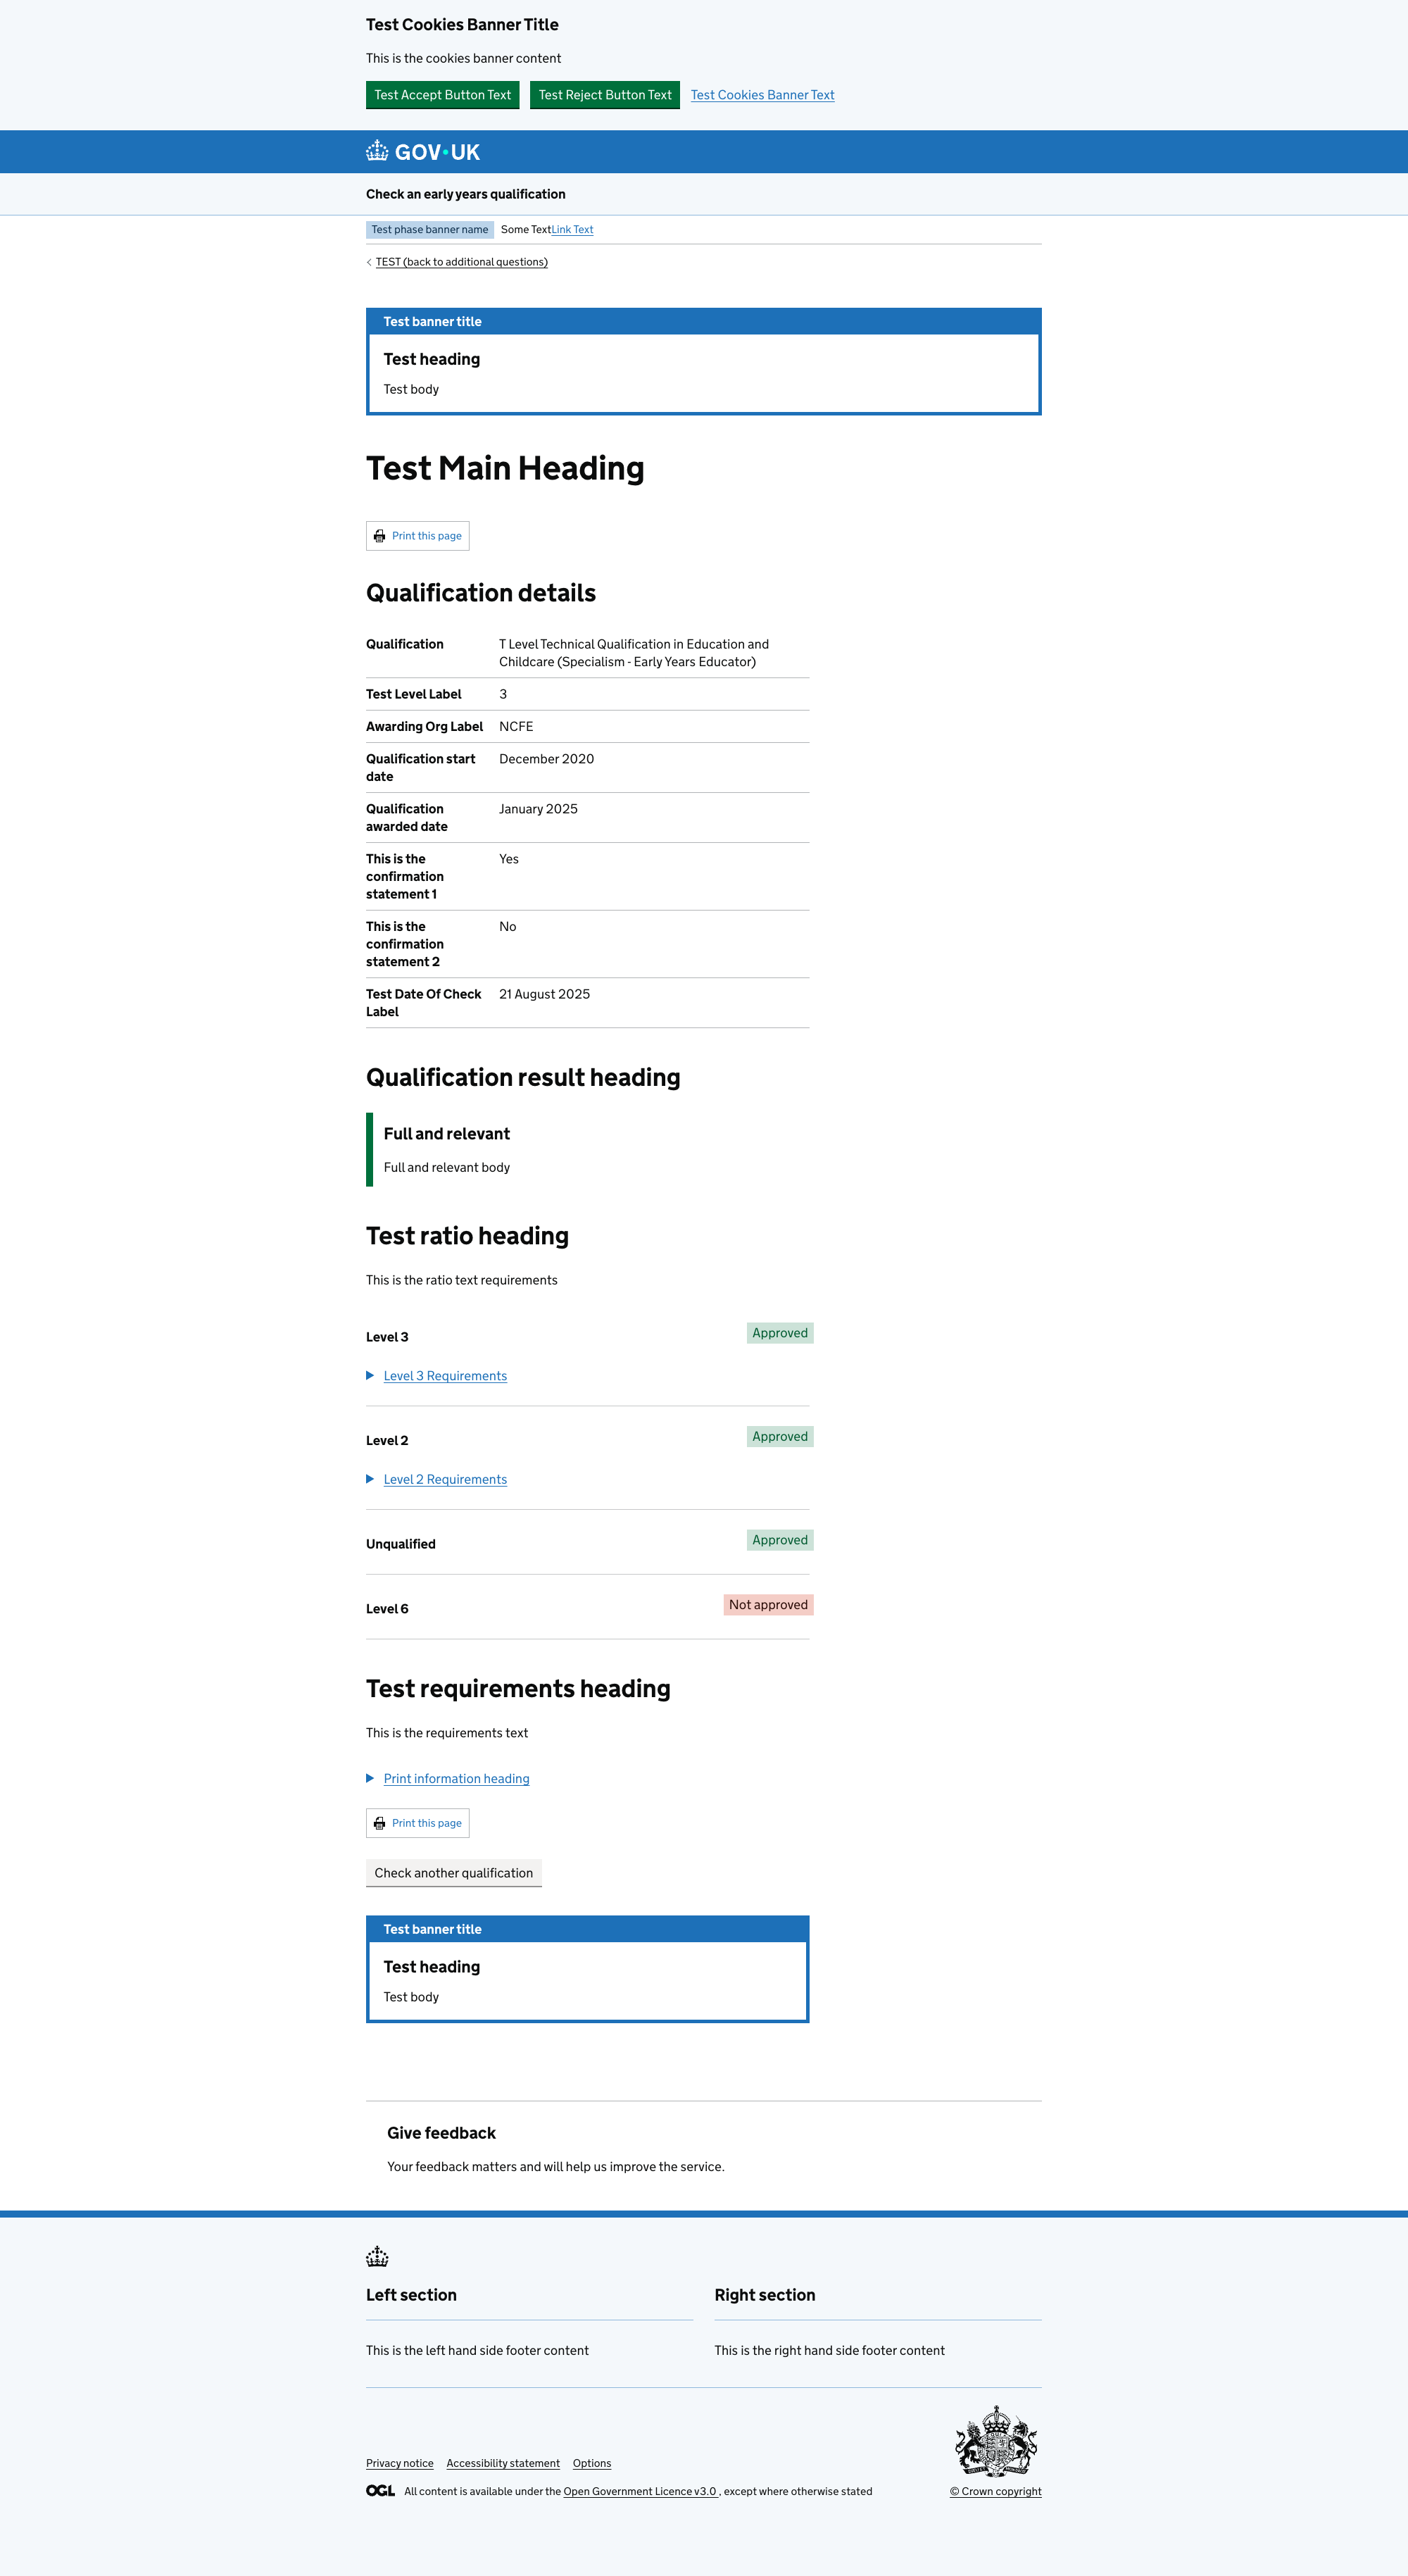 Test Cookies Banner Title
This is the cookies banner content
Test Accept Button Text Test Reject Button Text Test Cookies Banner Text
GOV·UK
Check an early years qualification
Test phase banner name Some TextLink Text
TEST (back to additional questions)
Test banner title
Test heading
Test body
Test Main Heading
Print this page
Qualification details
Qualification T Level Technical Qualification in Education and
Childcare (Specialism - Early Years Educator)
Test Level Label 3
Awarding Org Label NCFE
Qualification start December 2020
date
Qualification January 2025
awarded date
This is the Yes
confirmation
statement 1
This is the No
confirmation
statement 2
Test Date Of Check 21 August 2025
Label
Qualification result heading
Full and relevant
Full and relevant body
Test ratio heading
This is the ratio text requirements
Level 3 Approved
Level 3 Requirements
Level 2 Approved
Level 2 Requirements
Unqualified Approved
Level 6 Not approved
Test requirements heading
This is the requirements text
Print information heading
Print this page
Check another qualification
Test banner title
Test heading
Test body
Give feedback
Your feedback matters and will help us improve the service.
Left section Right section
This is the left hand side footer content This is the right hand side footer content
Privacy notice Accessibility statement Options
OGL All content is available under the Open Government Licence v3.0 , except where otherwise stated © Crown copyright